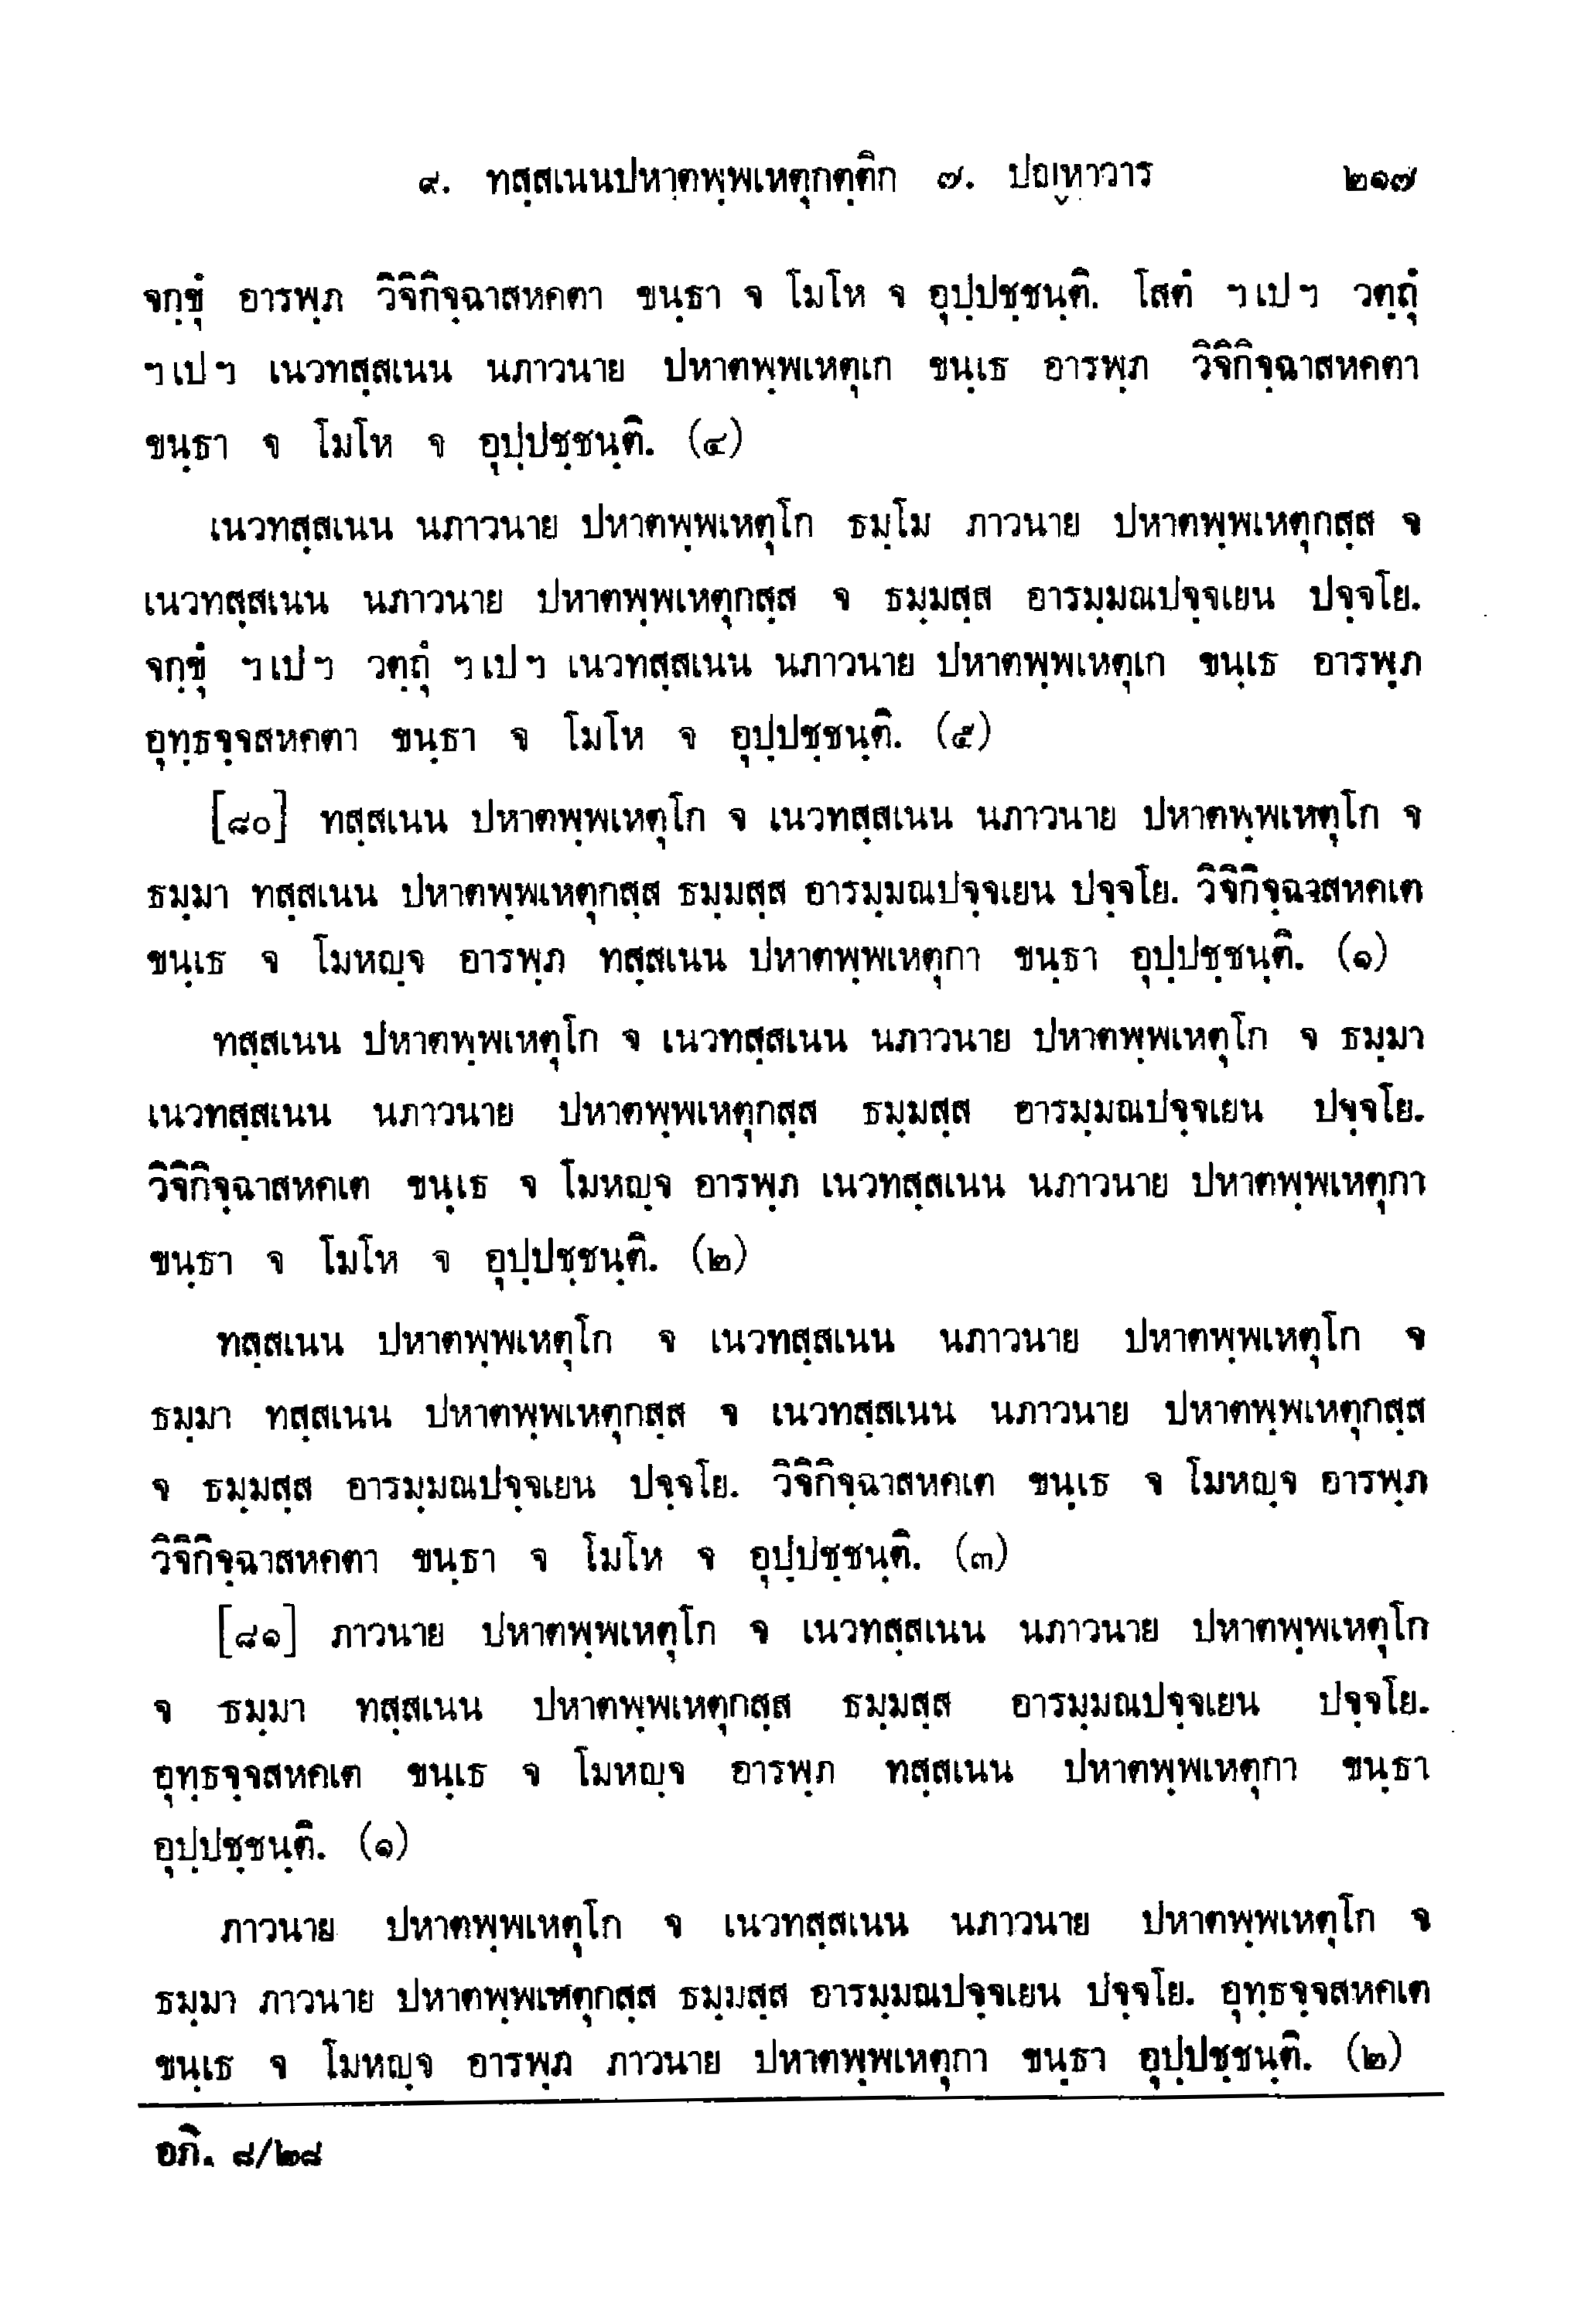 ๙. ทสฺสเนนปหาตพฺพเหตุกตฺติก ๗. ปญฺหาวาร ๒๑๗
จกฺขุํ อารพฺภ วิจิกิจฺฉาสหคตา ขนฺธา จ โมโห จ อุปฺปชฺชนฺติ. โสตํ ฯเปฯ วตฺถุํ
ฯเปฯ เนวทสฺสเนน นภาวนาย ปหาตพฺพเหตุเก ขนฺเธ อารพฺภ วิจิกิจฺฉาสหคตา
ขนฺธา จ โมโห จ อุปฺปชฺชนฺติ. (๔)
เนวทสฺสเนน นภาวนาย ปหาตพฺพเหตุโก ธมฺโม ภาวนาย ปหาตพฺพเหตุกสฺส จ
เนวทสฺสเนน นภาวนาย ปหาตพฺพเหตุกสฺส จ ธมฺมสฺส อารมฺมณปจฺจเยน ปจฺจโย.
จกฺขุํ ฯเปฯ วตฺถุํ ฯเปฯ เนวทสฺสเนน นภาวนาย ปหาตพฺพเหตุเก ขนฺเธ อารพฺภ
อุทฺธจฺจสหคตา ขนฺธา จ โมโห จ อุปฺปชฺชนฺติ. (๕)
[๘๐] ทสฺสเนน ปหาตพฺพเหตุโก จ เนวทสฺสเนน นภาวนาย ปหาตพฺพเหตุโก จ
ธมฺมา ทสฺสเนน ปหาตพฺพเหตุกสฺส ธมฺมสฺส อารมฺมณปจฺจเยน ปจฺจโย. วิจิกิจฺฉาสหคเต
ขนฺเธ จ โมหญฺจ อารพฺภ ทสฺสเนน ปหาตพฺพเหตุกา ขนฺธา อุปฺปชฺชนฺติ. (๑)
ทสฺสเนน ปหาตพฺพเหตุโก จ เนวทสฺสเนน นภาวนาย ปหาตพฺพเหตุโก จ ธมฺมา
เนวทสฺสเนน นภาวนาย ปหาตพฺพเหตุกสฺส ธมฺมสฺส อารมฺมณปจฺจเยน ปจฺจโย.
วิจิกิจฺฉาสหคเต ขนฺเธ จ โมหญฺจ อารพฺภ เนวทสฺสเนน นภาวนาย ปหาตพฺพเหตุกา
ขนฺธา จ โมโห จ อุปฺปชฺชนฺติ. (๒)
ทสฺสเนน ปหาตพฺพเหตุโก จ เนวทสฺสเนน นภาวนาย ปหาตพฺพเหตุโก จ
ธมฺมา ทสฺสเนน ปหาตพฺพเหตุกสฺส จ เนวทสฺสเนน นภาวนาย ปหาตพฺพเหตุกสฺส
จ ธมฺมสฺส อารมฺมณปจฺจเยน ปจฺจโย. วิจิกิจฺฉาสหคเต ขนฺเธ จ โมหญฺจ อารพฺภ
วิจิกิจฺฉาสหคตา ขนฺธา จ โมโห จ อุปฺปชฺชนฺติ. (๓)
[๘๑] ภาวนาย ปหาตพฺพเหตุโก จ เนวทสฺสเนน นภาวนาย ปหาตพฺพเหตุโก
จ ธมฺมา ทสฺสเนน ปหาตพฺพเหตุกสฺส ธมฺมสฺส อารมฺมณปจฺจเยน ปจฺจโย.
อุทฺธจฺจสหคเต ขนฺเธ จ โมหญฺจ อารพฺภ ทสฺสเนน ปหาตพฺพเหตุกา ขนฺธา
อุปฺปชฺชนฺติ. (๑)
ภาวนาย ปหาตพฺพเหตุโก จ เนวทสฺสเนน นภาวนาย ปหาตพฺพเหตุโก จ
ธมฺมา ภาวนาย ปหาตพฺพเหตุกสฺส ธมฺมสฺส อารมฺมณปจฺจเยน ปจฺจโย. อุทฺธจฺจสหคเต
ขนฺเธ จ โมหญฺจ อารพฺภ ภาวนาย ปหาตพฺพเหตุกา ขนฺธา อุปฺปชฺชนฺติ. (๒)
อภิ. ๘/๒๘